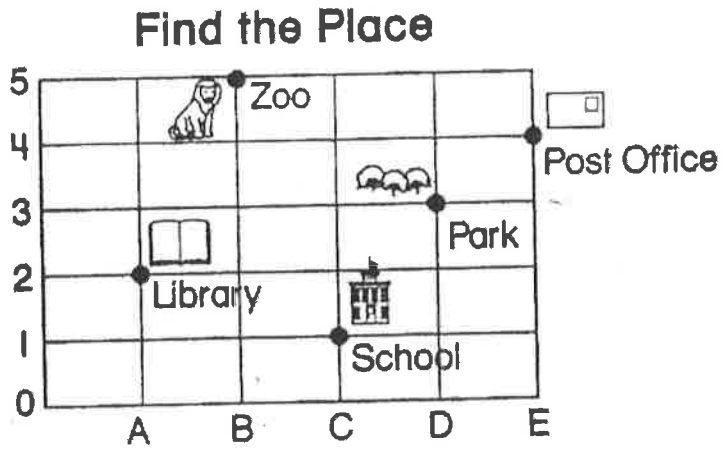 Find the Place
5
Zoo
4
Post Office
3
Park
2
Library
1
School
0
A B C D E